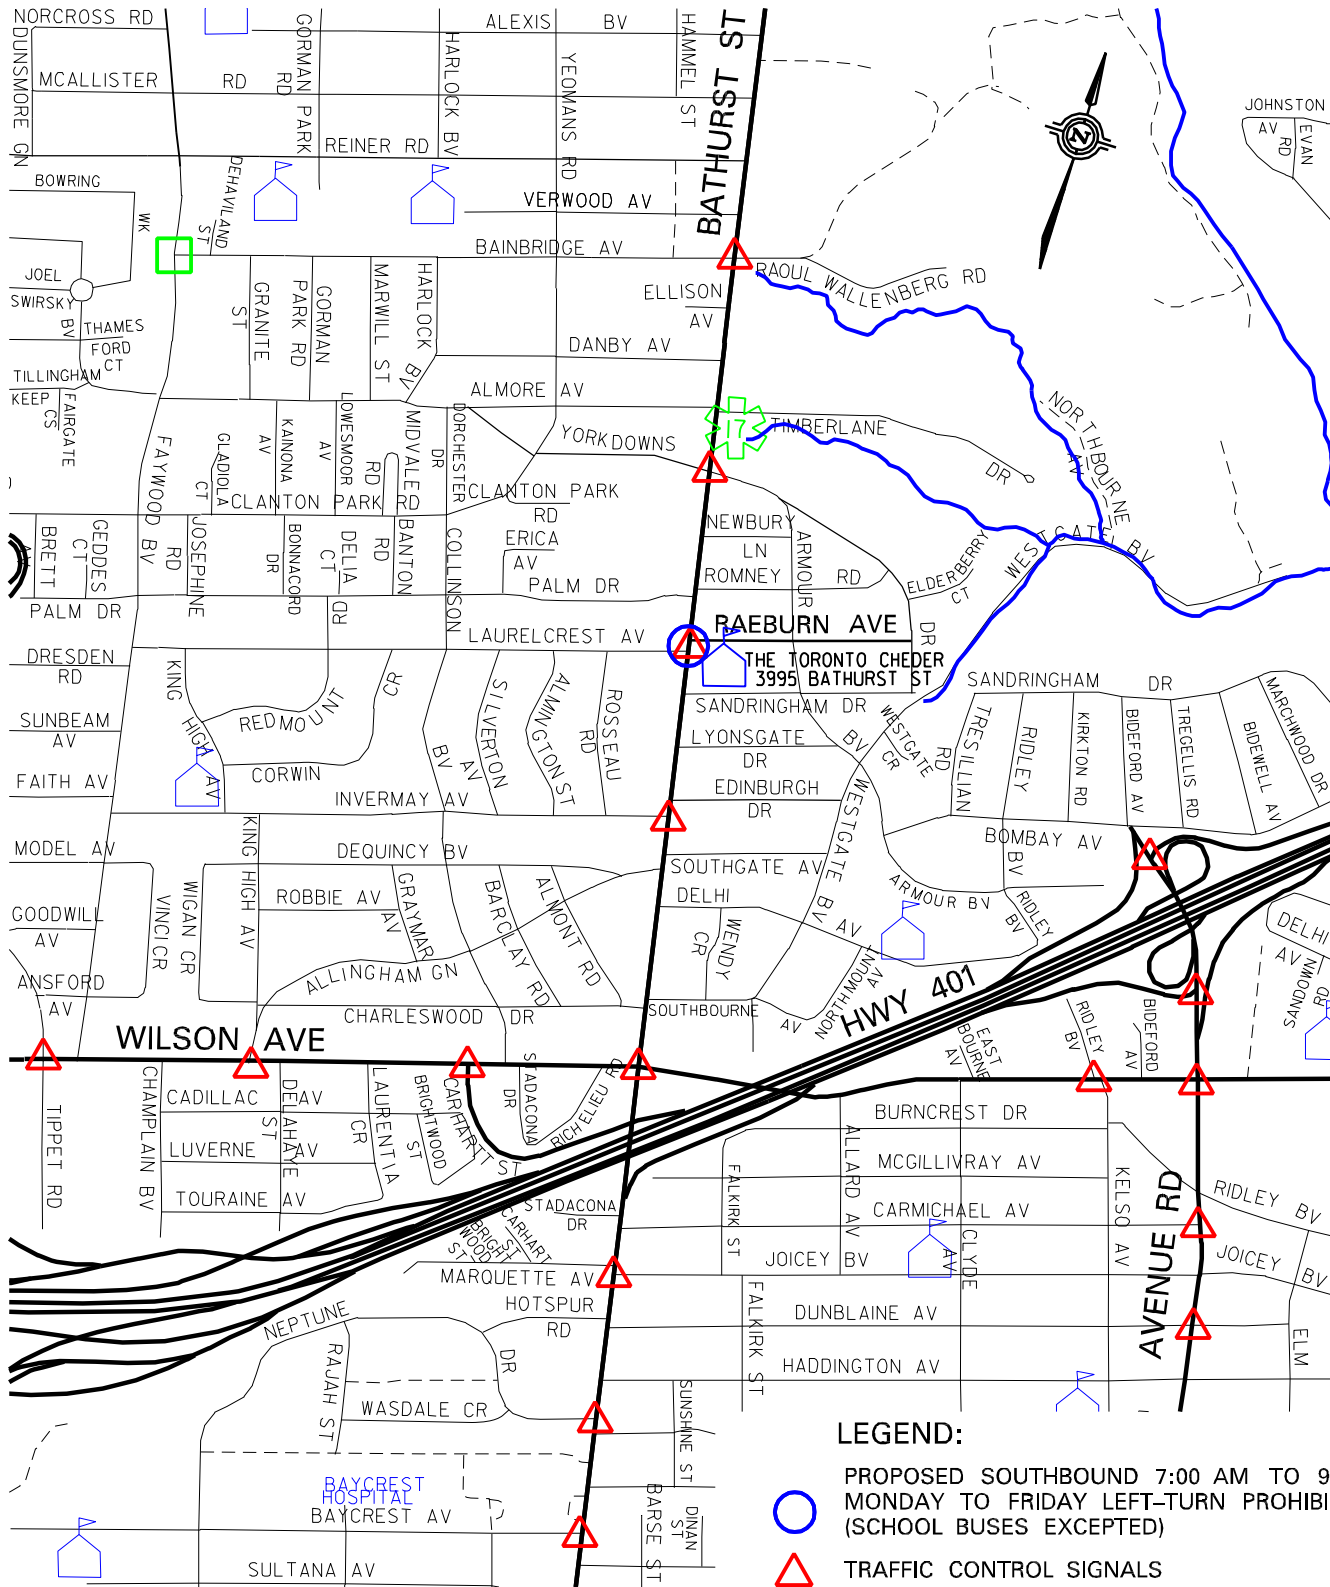 NORCROSS RD
ALEXIS BV
HAMMEL ST
BATHURST ST
DUNSMORE GN
GORMAN PARK RD
HARLOCK BV
YEOMANS RD
MCALLISTER RD
REINER RD
JOHNSTON AV
EVAN RD
N
BOWRING WK
DEHAVILAND ST
VERWOOD AV
BAINBRIDGE AV
RAOUL WALLENBERG RD
JOEL SWIRSKY BV
THAMES FORD CT
GRANITE ST
GORMAN PARK RD
MARWILL ST
HARLOCK BV
ELLISON AV
DANBY AV
TILLINGHAM KEEP
FAIRGATE CS
ALMORE AV
17
TIMBERLANE DR
NORTHBOURNE AV
FAYWOOD BV
GLADIOLA CT
KAINONA AV
LOWESMOOR AV
MIDVALE RD
DORCHESTER DR
YORKDOWNS
CLANTON PARK RD
CLANTON PARK RD
NEWBURY LN
ARMOUR BV
WESTGATE BV
BRETT AV
GEDDES CT
JOSEPHINE RD
BONNACORD DR
DELIA CT
BANTON RD
COLLINSON BV
ERICA AV
ROMNEY RD
ELDERBERRY CT
PALM DR
PALM DR
RD
DR
RAEBURN AVE
LAURELCREST AV
THE TORONTO CHEDER
3995 BATHURST ST
DRESDEN RD
KING HIGH AV
REDMOUNT
CR
SILVERTON AV
ALMINGTON ST
ROSSEAU RD
SANDRINGHAM DR
SANDRINGHAM DR
WESTGATE CR
TRESILLIAN RD
RIDLEY BV
KIRKTON RD
BIDEFORD AV
TREGELLIS RD
BIDEWELL AV
MARCHWOOD DR
SUNBEAM AV
LYONSGATE DR
CORWIN
FAITH AV
INVERMAY AV
EDINBURGH DR
WESTGATE BV
BOMBAY AV
MODEL AV
KING HIGH AV
DEQUINCY BV
SOUTHGATE AV
VINCI CR
WIGAN CR
ROBBIE AV
GRAYMAR AV
BARCLAY RD
ALMONT RD
DELHI AV
ARMOUR BV
RIDLEY BV
GOODWILL AV
WENDY CR
DELHI AV
ANSFORD AV
ALLINGHAM GN
NORTHMOUNT AV
HWY 401
SANDOWN RD
CHARLESWOOD DR
SOUTHBOURNE AV
WILSON AVE
EAST BOURNE AV
RIDLEY BV
BIDEFORD AV
TIPPET RD
CHAMPLAIN BV
CADILLAC AV
DELAHAYE ST
LAURENTIA CR
BRIGHTWOOD ST
CARHARTT ST
STADACONA DR
RICHELIEU RD
BURNCREST DR
LUVERNE AV
ALLARD AV
MCGILLIVRAY AV
KELSO AV
AVENUE RD
RIDLEY BV
TOURAINE AV
FALKIRK ST
CARMICHAEL AV
CLYDE AV
STADACONA DR
BRIGHT WOOD ST
CARHART ST
JOICEY BV
JOICEY BV
MARQUETTE AV
NEPTUNE DR
HOTSPUR RD
FALKIRK ST
DUNBLAINE AV
ELM
RAJAH ST
HADDINGTON AV
WASDALE CR
SUNSHINE ST
LEGEND:
BAYCREST
HOSPITAL
BAYCREST AV
BARSE ST
DINAN ST
SULTANA AV
PROPOSED SOUTHBOUND 7:00 AM TO 9
MONDAY TO FRIDAY LEFT-TURN PROHIBI
(SCHOOL BUSES EXCEPTED)
TRAFFIC CONTROL SIGNALS